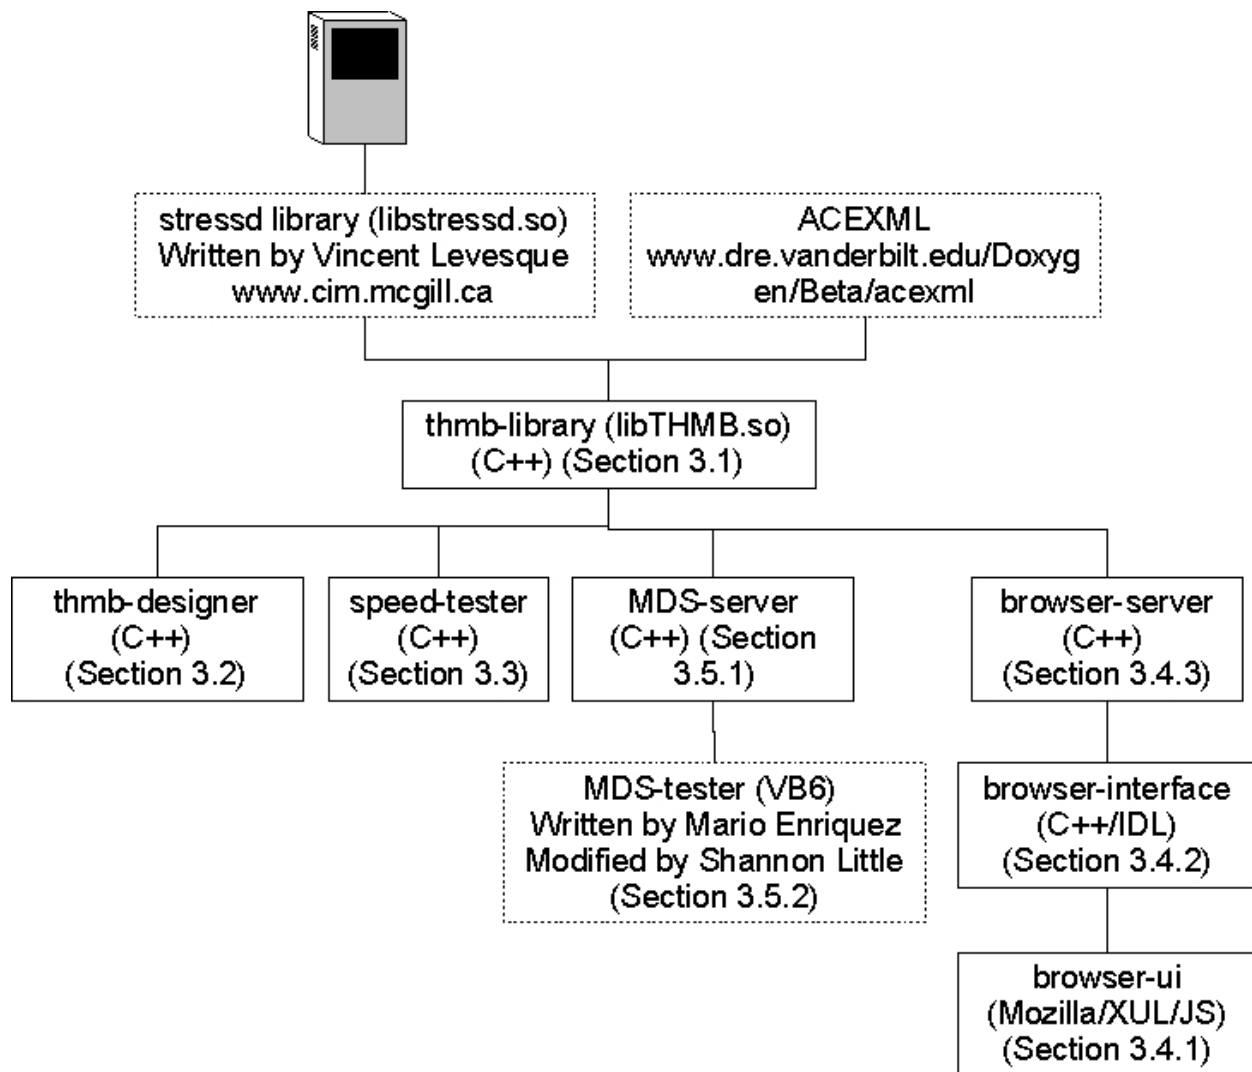 stressd library (libstressd.so)
Written by Vincent Levesque
www.cim.mcgill.ca
ACEXML
www.dre.vanderbilt.edu/Doxyg
en/Beta/acexml
thmb-library (libTHMB.so)
(C++) (Section 3.1)
thmb-designer
(C++)
(Section 3.2)
speed-tester
(C++)
(Section 3.3)
MDS-server
(C++) (Section
3.5.1)
browser-server
(C++)
(Section 3.4.3)
MDS-tester (VB6)
Written by Mario Enriquez
Modified by Shannon Little
(Section 3.5.2)
browser-interface
(C++/IDL)
(Section 3.4.2)
browser-ui
(Mozilla/XUL/JS)
(Section 3.4.1)